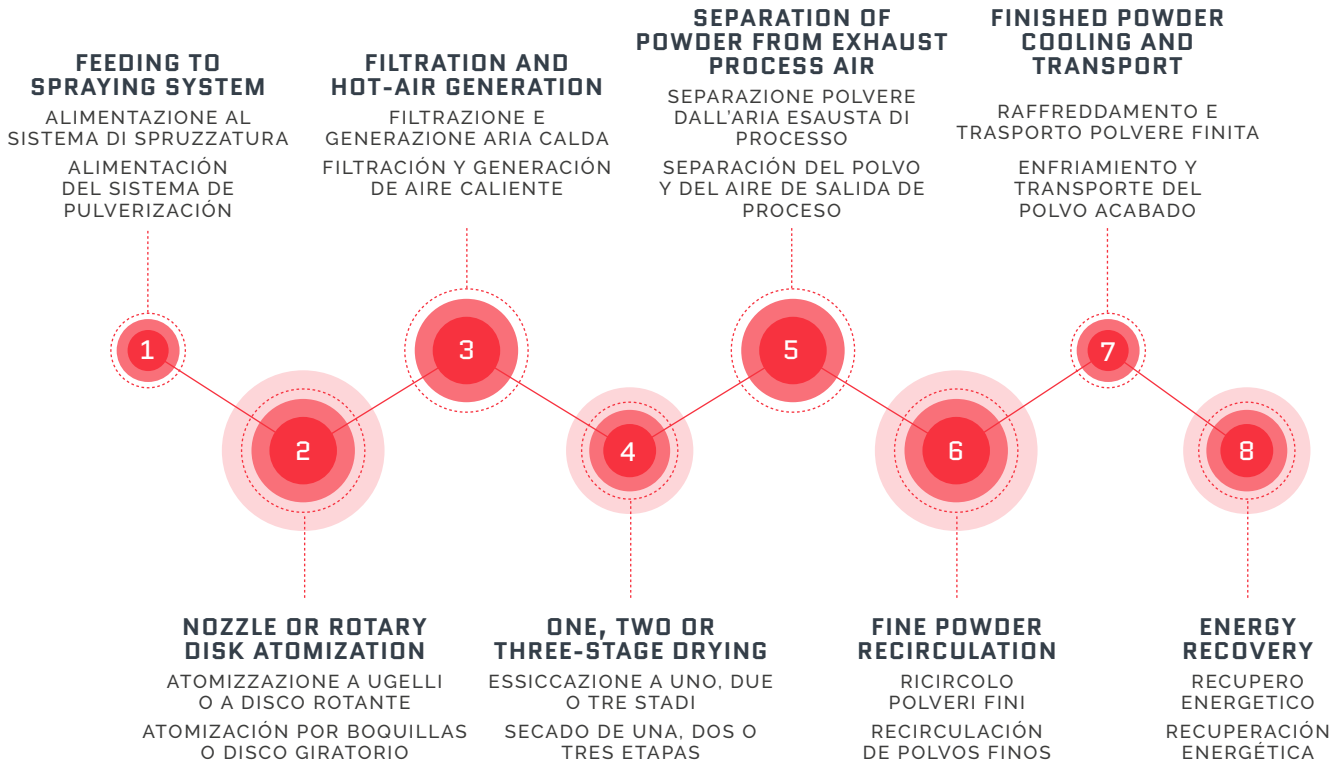 FEEDING TO
SPRAYING SYSTEM
ALIMENTAZIONE AL
SISTEMA DI SPRUZZATURA
ALIMENTACIÓN
DEL SISTEMA DE
PULVERIZACIÓN
1
NOZZLE OR ROTARY
DISK ATOMIZATION
ATOMIZZAZIONE A UGELLI
O A DISCO ROTANTE
ATOMIZACIÓN POR BOQUILLAS
O DISCO GIRATORIO
2
FILTRATION AND
HOT-AIR GENERATION
FILTRAZIONE E
GENERAZIONE ARIA CALDA
FILTRACIÓN Y GENERACIÓN
DE AIRE CALIENTE
3
ONE, TWO OR
THREE-STAGE DRYING
ESSICCAZIONE A UNO, DUE
O TRE STADI
SECADO DE UNA, DOS O
TRES ETAPAS
4
SEPARATION OF
POWDER FROM EXHAUST
PROCESS AIR
SEPARAZIONE POLVERE
DALL'ARIA ESAUSTA DI
PROCESSO
SEPARACIÓN DEL POLVO
Y DEL AIRE DE SALIDA DE
PROCESO
5
FINE POWDER
RECIRCULATION
RICIRCOLO
POLVERI FINI
RECIRCULACIÓN
DE POLVOS FINOS
6
FINISHED POWDER
COOLING AND
TRANSPORT
RAFFREDDAMENTO E
TRASPORTO POLVERE FINITA
ENFRIAMIENTO Y
TRANSPORTE DEL
POLVO ACABADO
7
ENERGY
RECOVERY
RECUPERO
ENERGETICO
RECUPERACIÓN
ENERGÉTICA
8